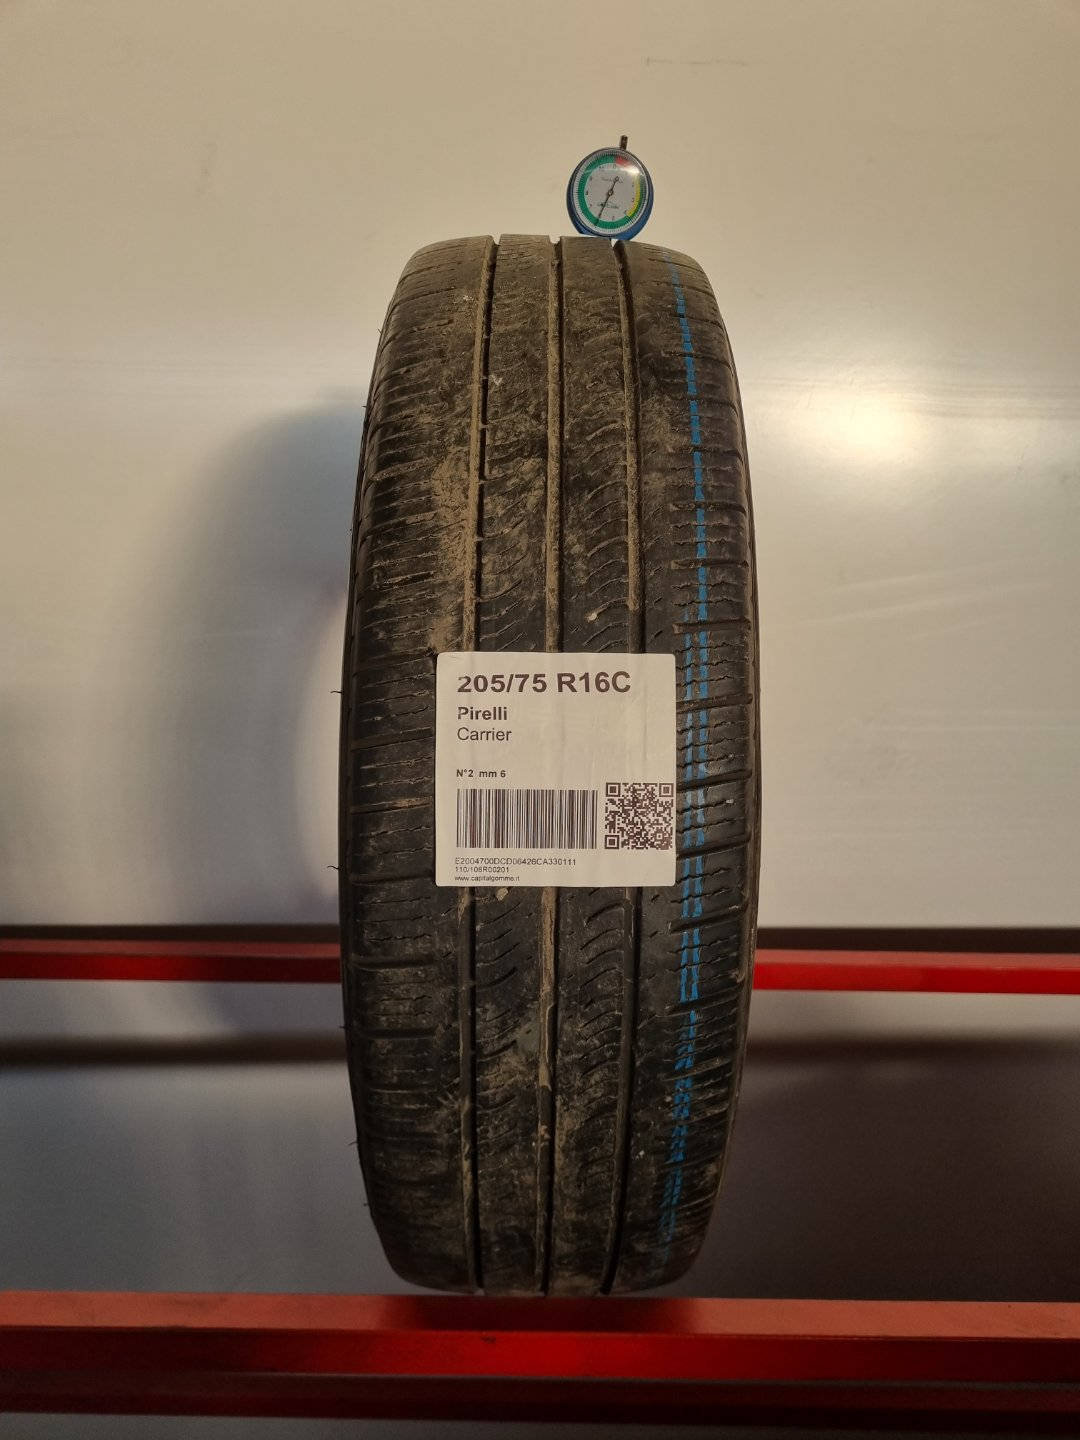 205/75 R16C
Pirelli
Carrier
N°2 mm 6
E2004700DCD06426CA330111
110/108R00201
www.capitalgomme.it